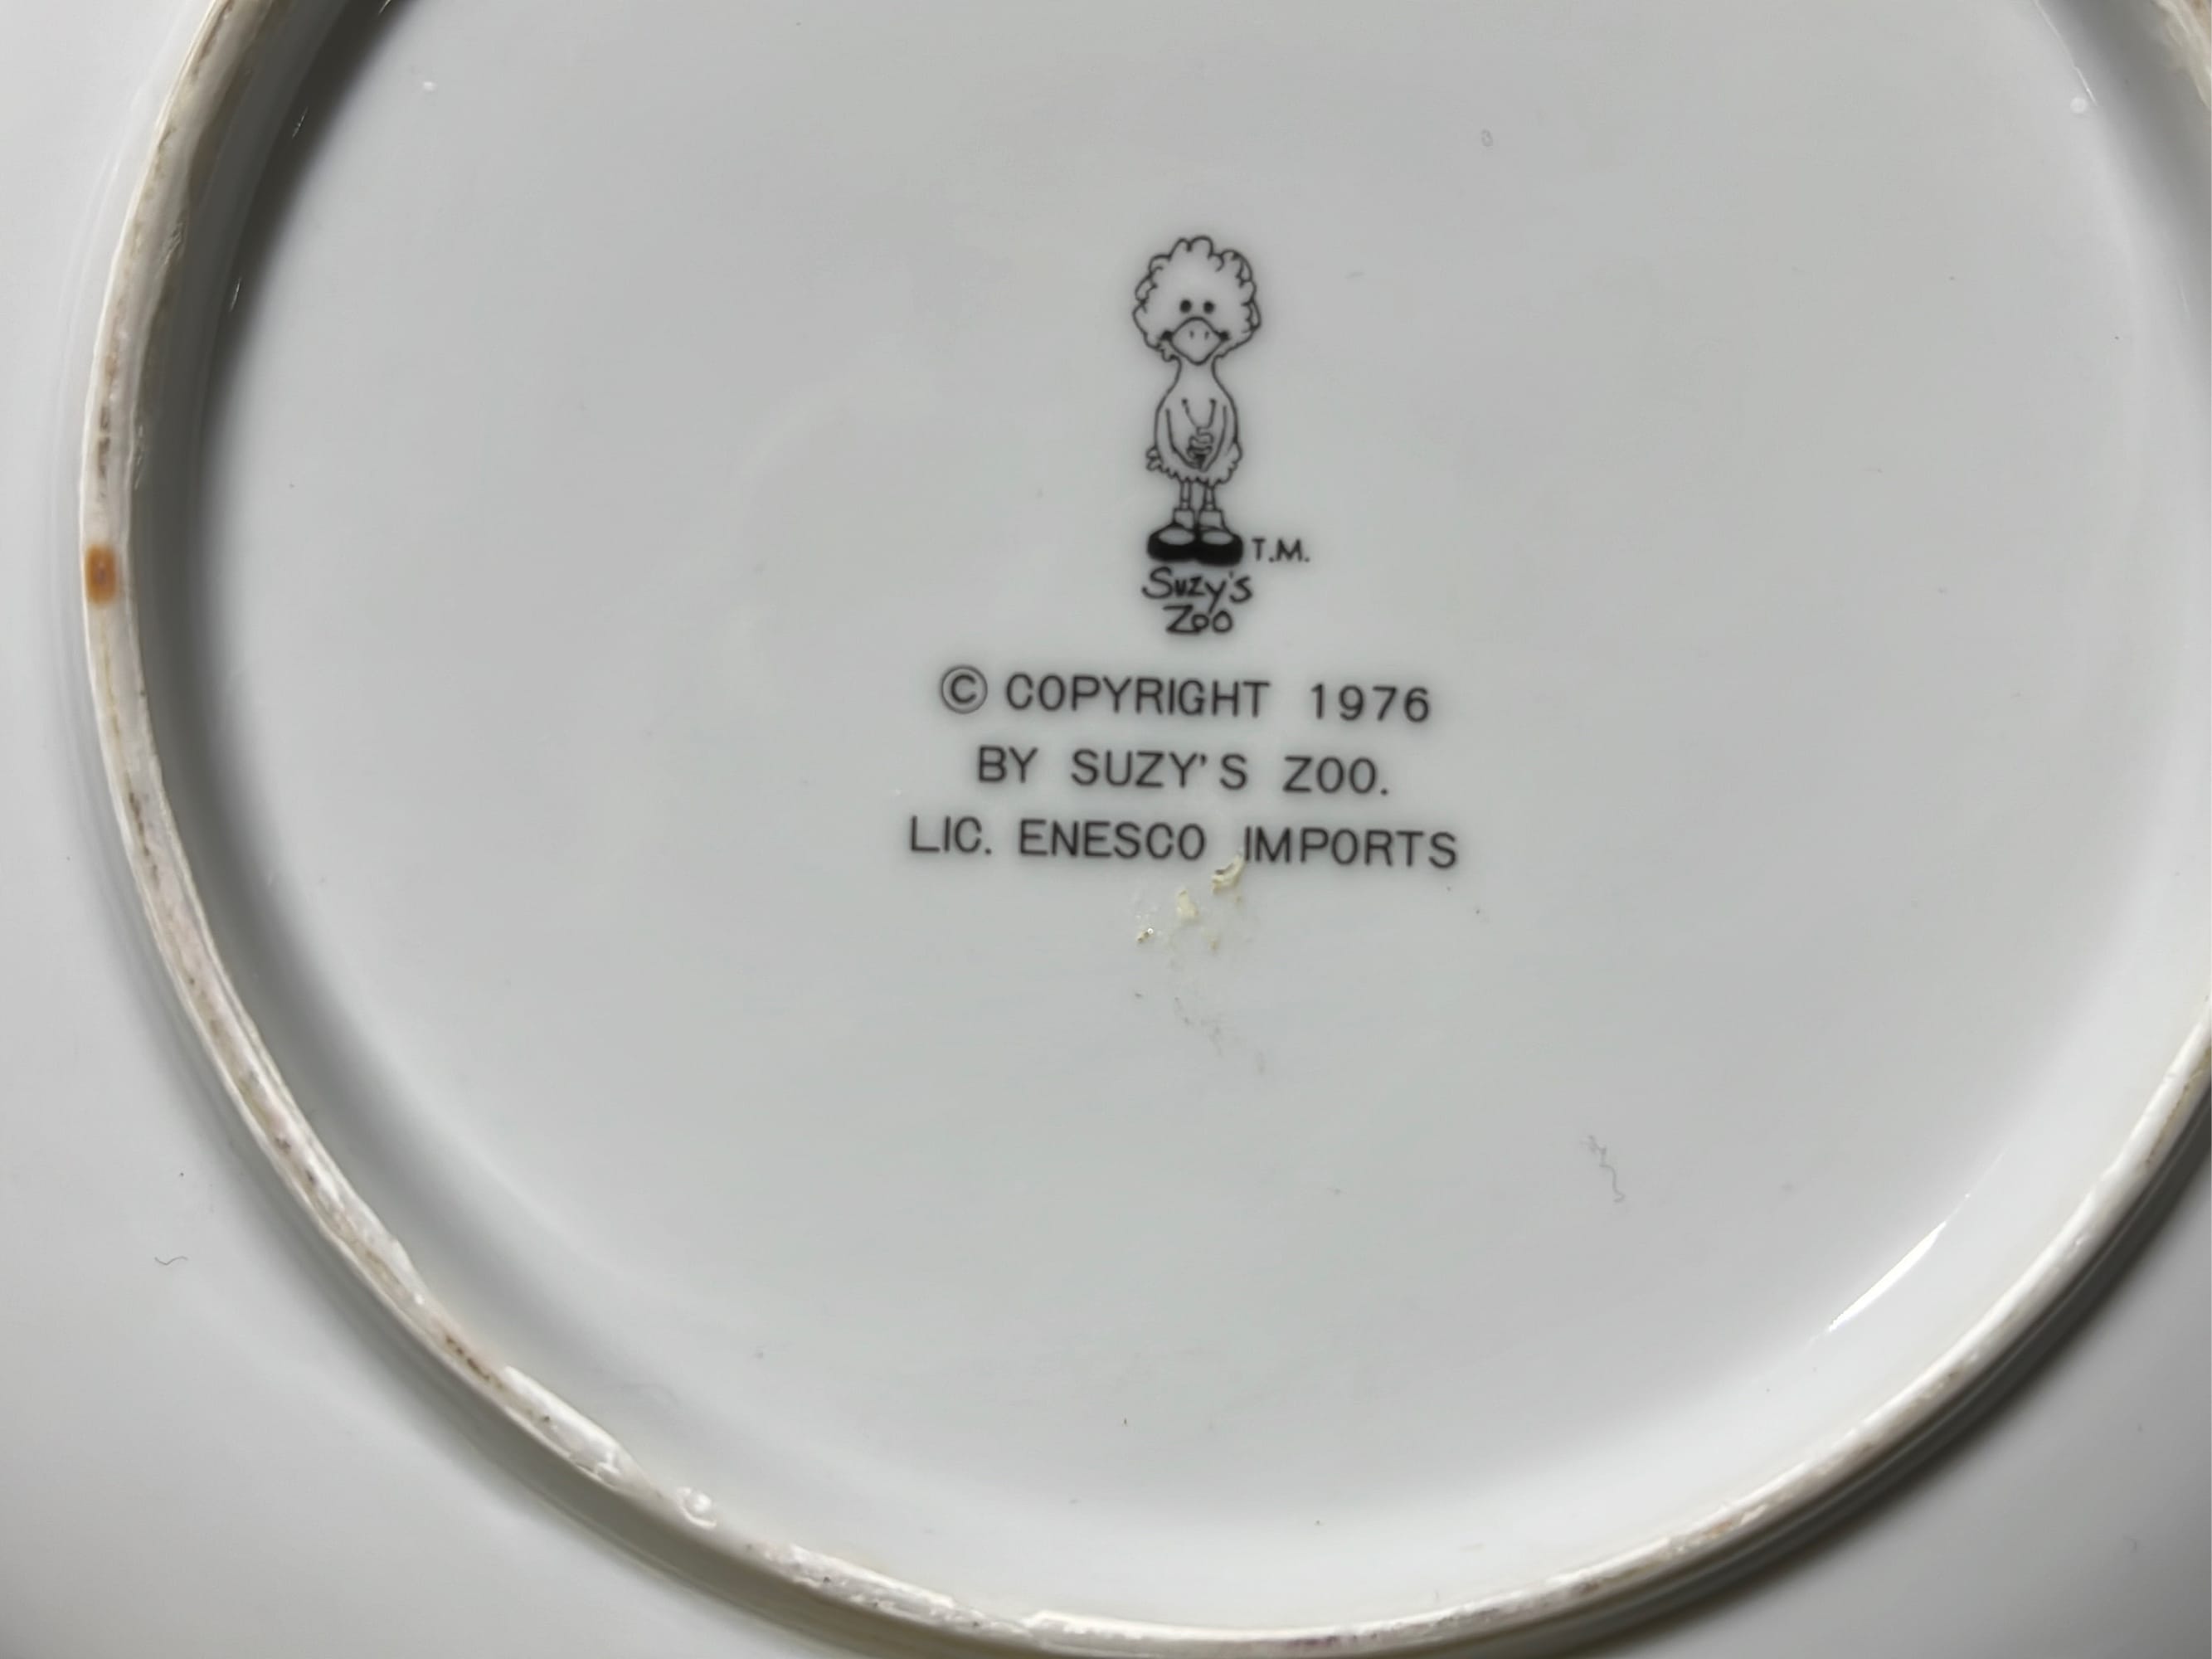 T.M.
Suzy's
Zoo
© COPYRIGHT 1976
BY SUZY'S ZOO.
LIC. ENESCO IMPORTS